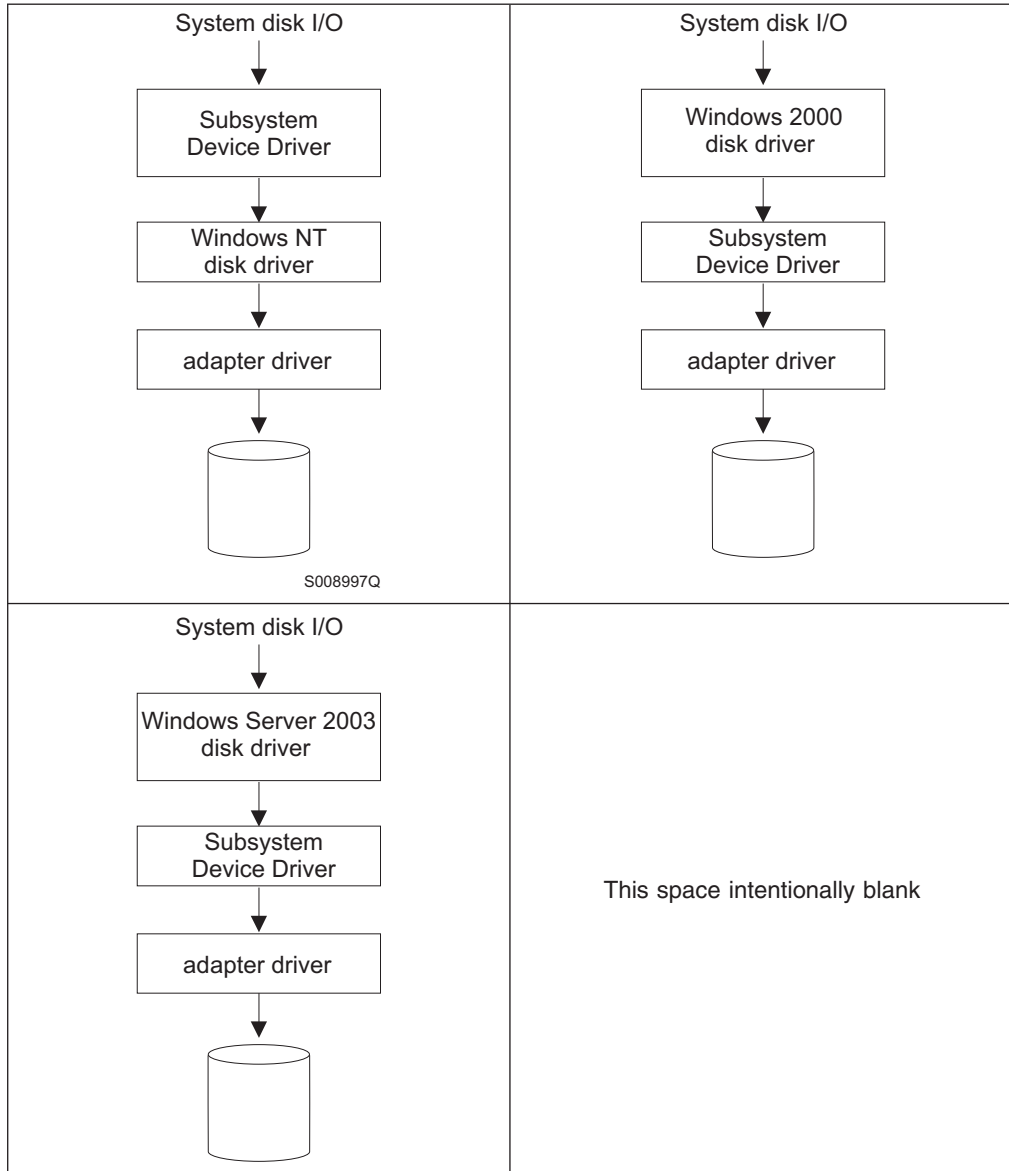 System disk I/O
Subsystem
Device Driver
Windows NT
disk driver
adapter driver
S008997Q
System disk I/O
Windows 2000
disk driver
Subsystem
Device Driver
adapter driver
System disk I/O
Windows Server 2003
disk driver
Subsystem
Device Driver
adapter driver
This space intentionally blank